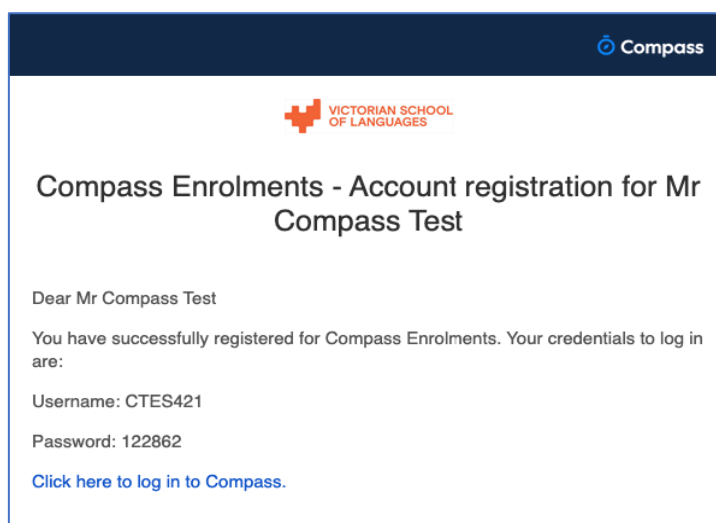 Compass
VICTORIAN SCHOOL
OF LANGUAGES
Compass Enrolments - Account registration for Mr
Compass Test
Dear Mr Compass Test
You have successfully registered for Compass Enrolments. Your credentials to log in
are:
Username: CTES421
Password: 122862
Click here to log in to Compass.